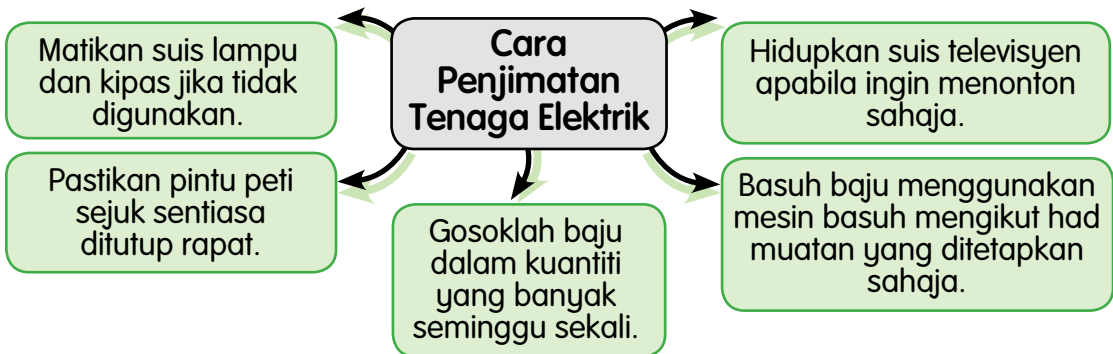 Cara
Penjimatan
Tenaga Elektrik
Matikan suis lampu
dan kipas jika tidak
digunakan.
Hidupkan suis televisyen
apabila ingin menonton
sahaja.
Pastikan pintu peti
sejuk sentiasa
ditutup rapat.
Gosoklah baju
dalam kuantiti
yang banyak
seminggu sekali.
Basuh baju menggunakan
mesin basuh mengikut had
muatan yang ditetapkan
sahaja.